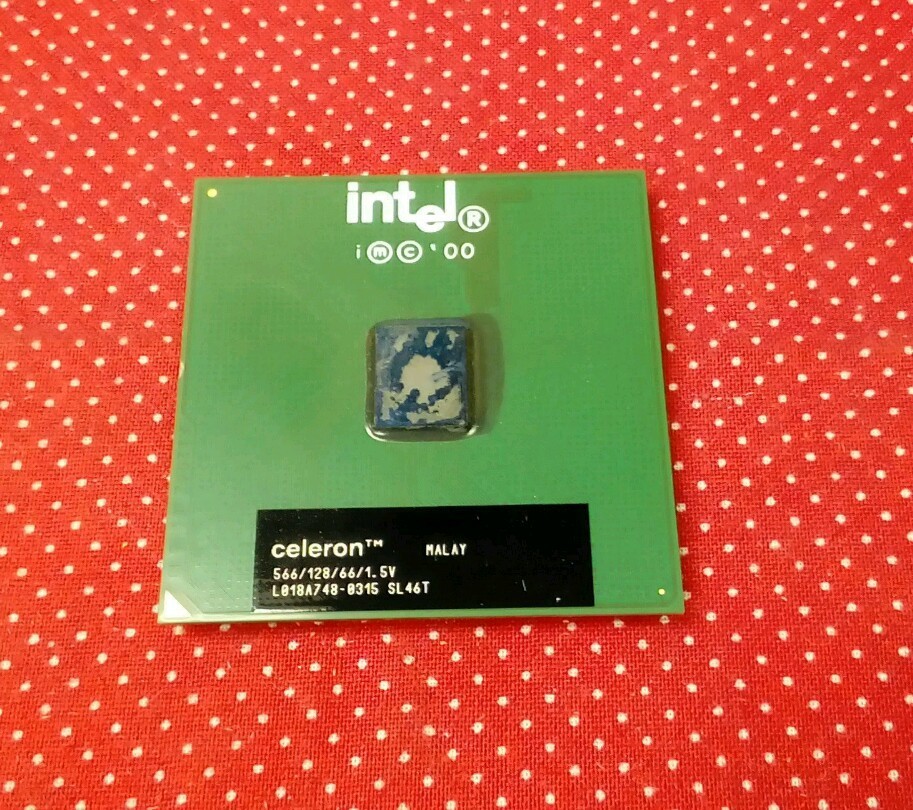 intel®
i ⓜ © '00
celeron™ MALAY
566/128/66/1.5V
L018A748-0315 SL46T